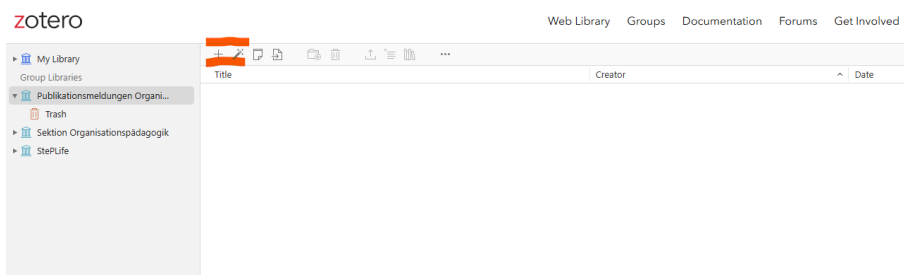 zotero
Web Library Groups Documentation Forums Get Involved
My Library
Group Libraries
Publikationsmeldungen Organi...
Trash
Sektion Organisationspädagogik
StePLife
Title Creator Date